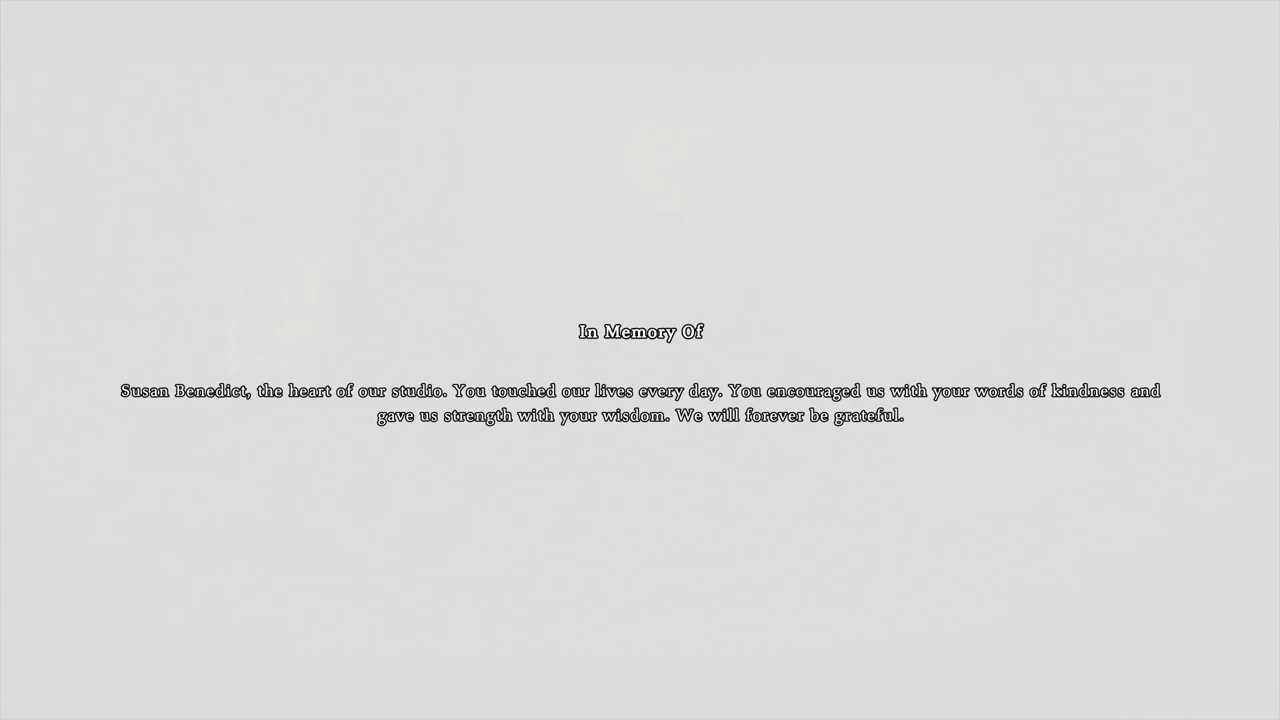 In Memory Of
Susan Benedict, the heart of our studio. You touched our lives every day. You encouraged us with your words of kindness and
gave us strength with your wisdom. We will forever be grateful.